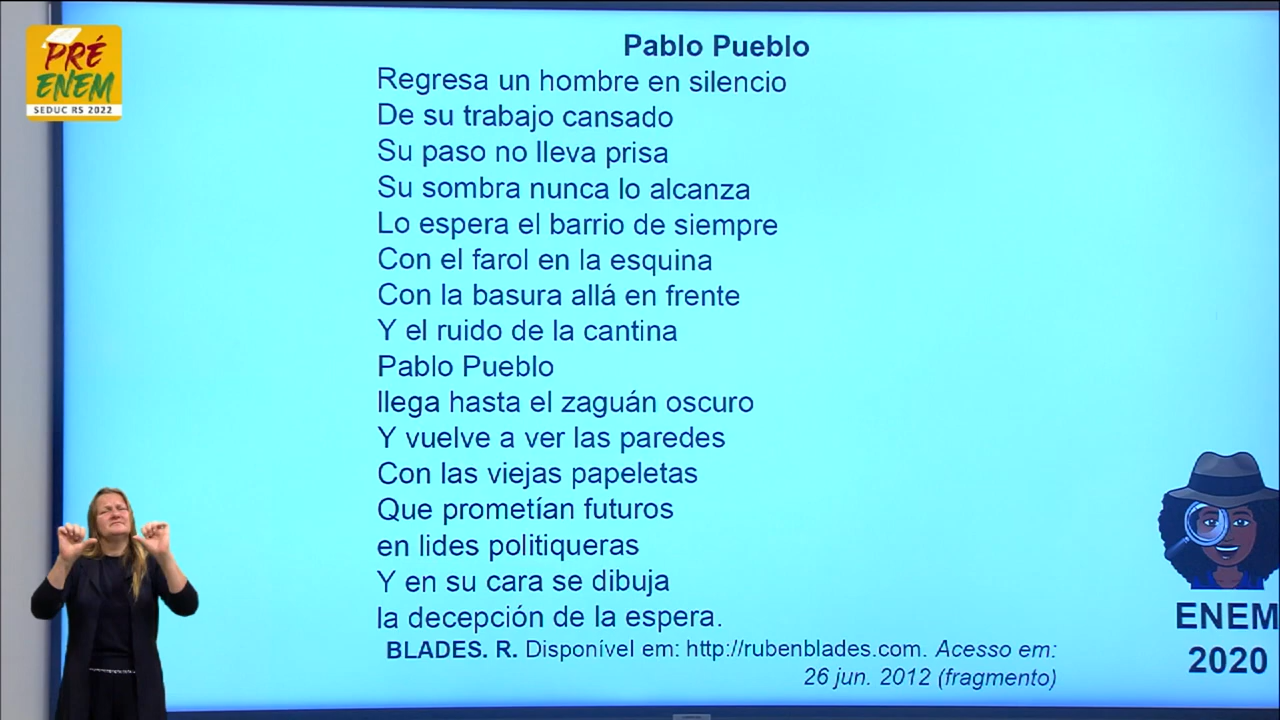 PRÉ
ENEM
SEDUC RS 2022
Pablo Pueblo
Regresa un hombre en silencio
De su trabajo cansado
Su paso no lleva prisa
Su sombra nunca lo alcanza
Lo espera el barrio de siempre
Con el farol en la esquina
Con la basura allá en frente
Y el ruido de la cantina
Pablo Pueblo
llega hasta el zaguán oscuro
Y vuelve a ver las paredes
Con las viejas papeletas
Que prometían futuros
en lides politiqueras
Y en su cara se dibuja
la decepción de la espera.
BLADES. R. Disponível em: http://rubenblades.com. Acesso em:
26 jun. 2012 (fragmento)
ENEM
2020